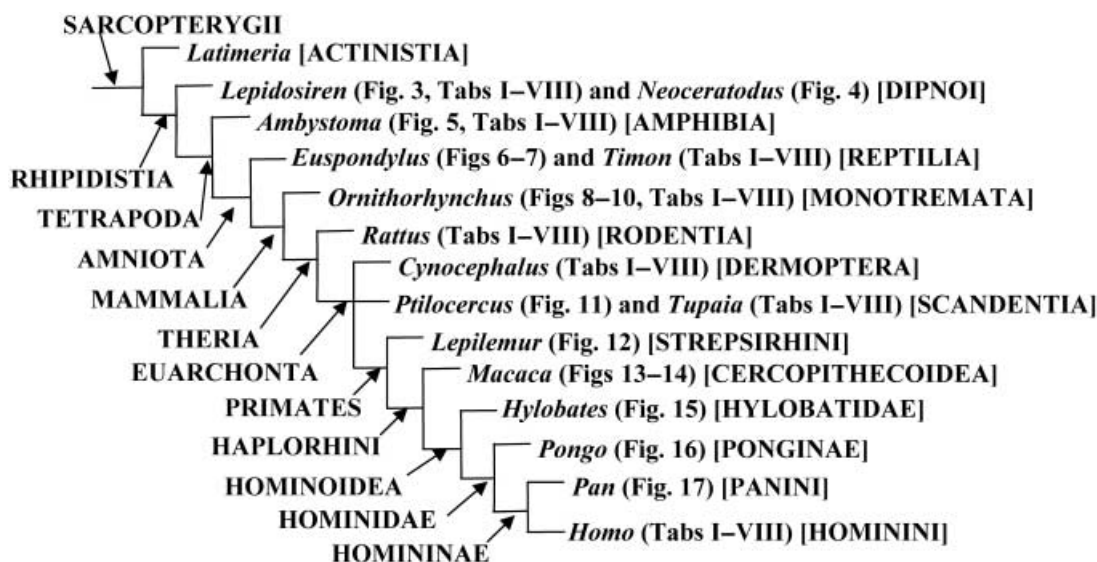 SARCOPTERYGII
Latimeria [ACTINISTIA]
Lepidosiren (Fig. 3, Tabs I–VIII) and Neoceratodus (Fig. 4) [DIPNOI]
Ambystoma (Fig. 5, Tabs I–VIII) [AMPHIBIA]
Euspondylus (Figs 6–7) and Timon (Tabs I–VIII) [REPTILIA]
RHIPIDISTIA
Ornithorhynchus (Figs 8–10, Tabs I–VIII) [MONOTREMATA]
TETRAPODA
Rattus (Tabs I–VIII) [RODENTIA]
AMNIOTA
Cynocephalus (Tabs I–VIII) [DERMOPTERA]
MAMMALIA
Ptilocercus (Fig. 11) and Tupaia (Tabs I–VIII) [SCANDENTIA]
THERIA
Lepilemur (Fig. 12) [STREPSIRHINI]
EUARCHONTA
Macaca (Figs 13–14) [CERCOPITHECOIDEA]
PRIMATES
Hylobates (Fig. 15) [HYLOBATIDAE]
HAPLORHINI
Pongo (Fig. 16) [PONGINAE]
HOMINOIDEA
Pan (Fig. 17) [PANINI]
HOMINIDAE
Homo (Tabs I–VIII) [HOMININI]
HOMININAE